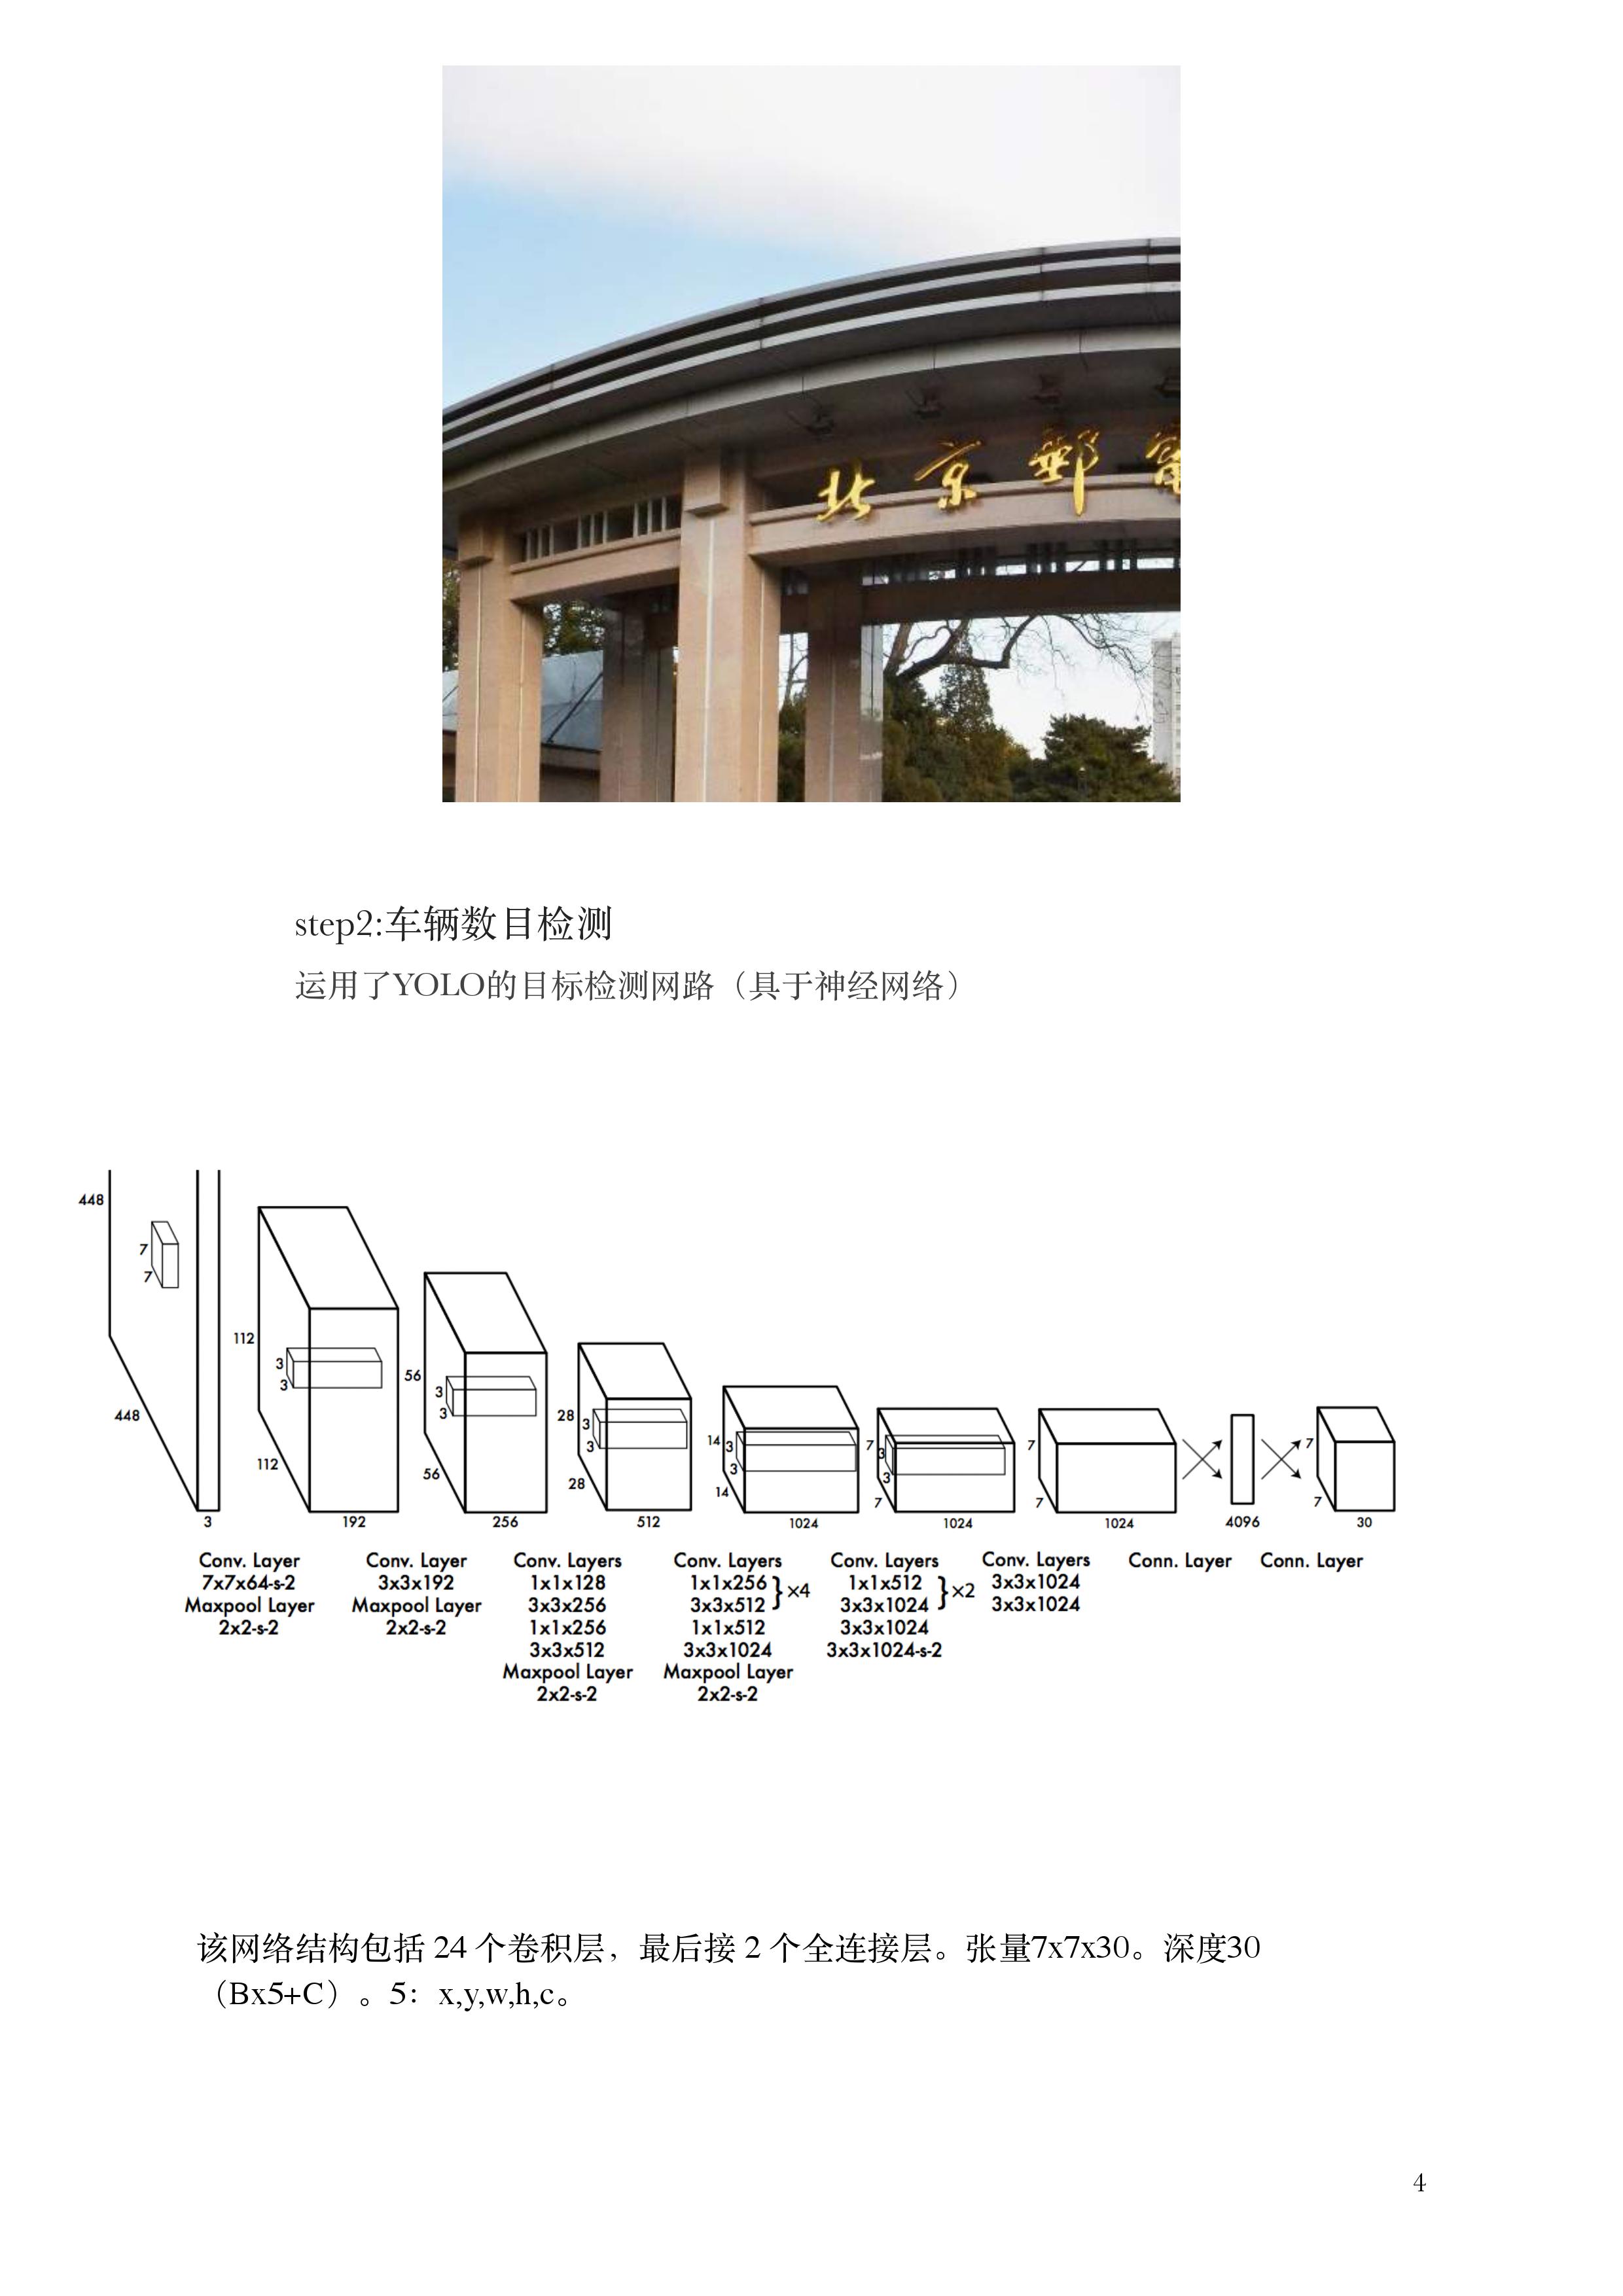 北京郵電
step2:车辆数目检测
运用了YOLO的目标检测网路（具于神经网络）
448
7
7
448
3
112
3
3
112
192
56
3
3
56
256
28
3
3
28
512
14
3
3
14
1024
7
3
3
7
1024
7
7
1024
4096
7
7
30
Conv. Layer
7x7x64-s-2
Maxpool Layer
2x2-s-2
Conv. Layer
3x3x192
Maxpool Layer
2x2-s-2
Conv. Layers
1x1x128
3x3x256
1x1x256
3x3x512
Maxpool Layer
2x2-s-2
Conv. Layers
1x1x256
3x3x512
}×4
1x1x512
3x3x1024
Maxpool Layer
2x2-s-2
Conv. Layers
1x1x512
3x3x1024
}×2
3x3x1024
3x3x1024-s-2
Conv. Layers
3x3x1024
3x3x1024
Conn. Layer
Conn. Layer
该网络结构包括 24 个卷积层，最后接 2 个全连接层。张量7x7x30。深度30
（Bx5+C）。5：x,y,w,h,c。
4